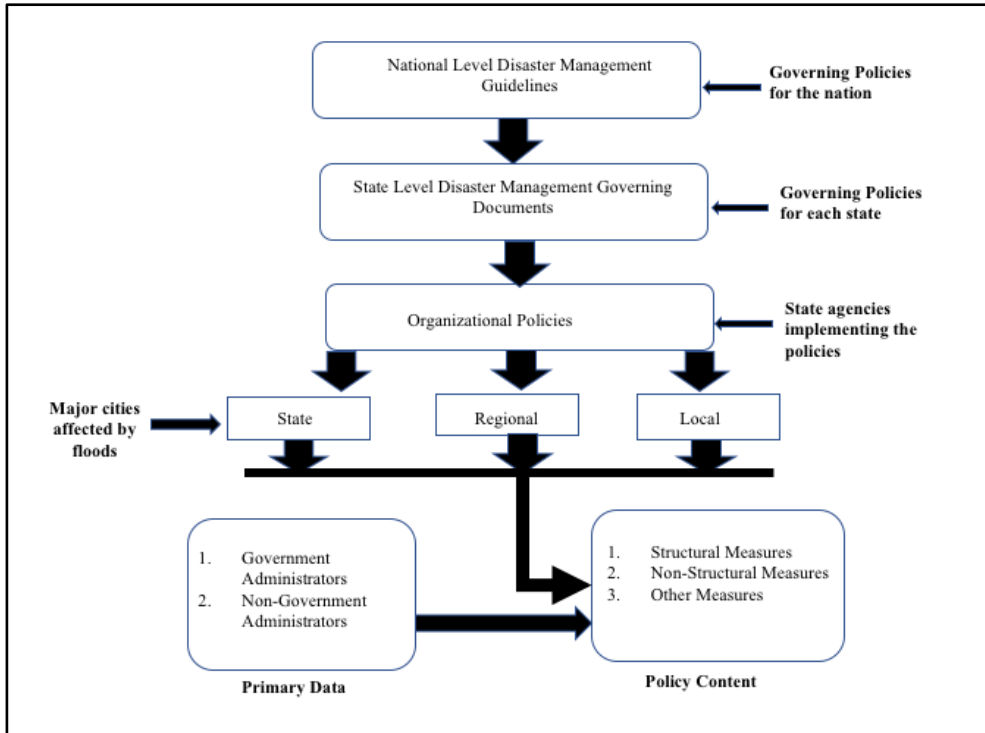 National Level Disaster Management
Guidelines
Governing Policies
for the nation
State Level Disaster Management Governing
Documents
Governing Policies
for each state
Organizational Policies
State agencies
implementing the
policies
Major cities
affected by
floods
State
Regional
Local
1. Government
Administrators
2. Non-Government
Administrators
Primary Data
1. Structural Measures
2. Non-Structural Measures
3. Other Measures
Policy Content